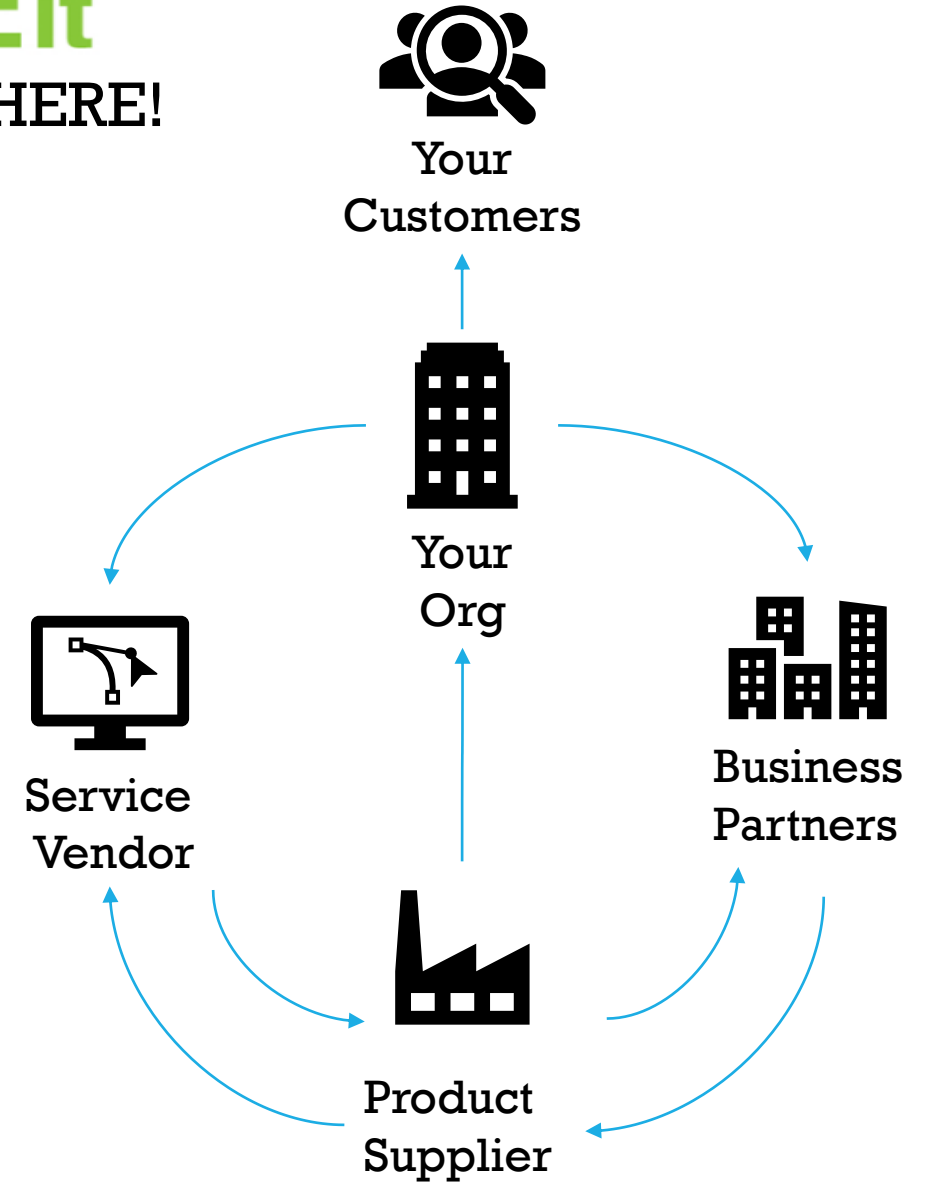 HERE!
Your
Customers
Your
Org
Service
Vendor
Business
Partners
Product
Supplier